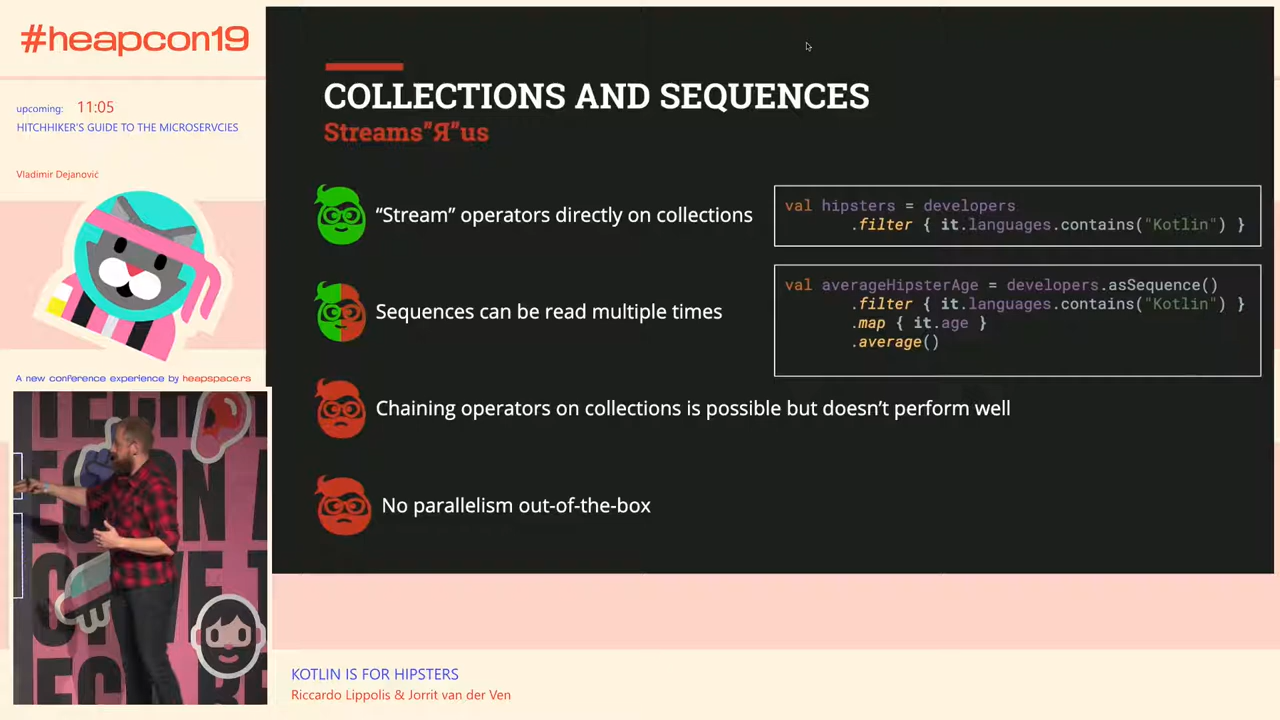 #heapcon19
upcoming: 11:05
HITCHHIKER'S GUIDE TO THE MICROSERVCIES
Vladimir Dejanović
A new conference experience by heapspace.rs
COLLECTIONS AND SEQUENCES
Streams"Я"us
“Stream” operators directly on collections
val hipsters = developers
.filter { it.languages.contains("Kotlin") }
Sequences can be read multiple times
val averageHipsterAge = developers.asSequence()
.filter { it.languages.contains("Kotlin") }
.map { it.age }
.average()
Chaining operators on collections is possible but doesn’t perform well
No parallelism out-of-the-box
KOTLIN IS FOR HIPSTERS
Riccardo Lippolis & Jorrit van der Ven